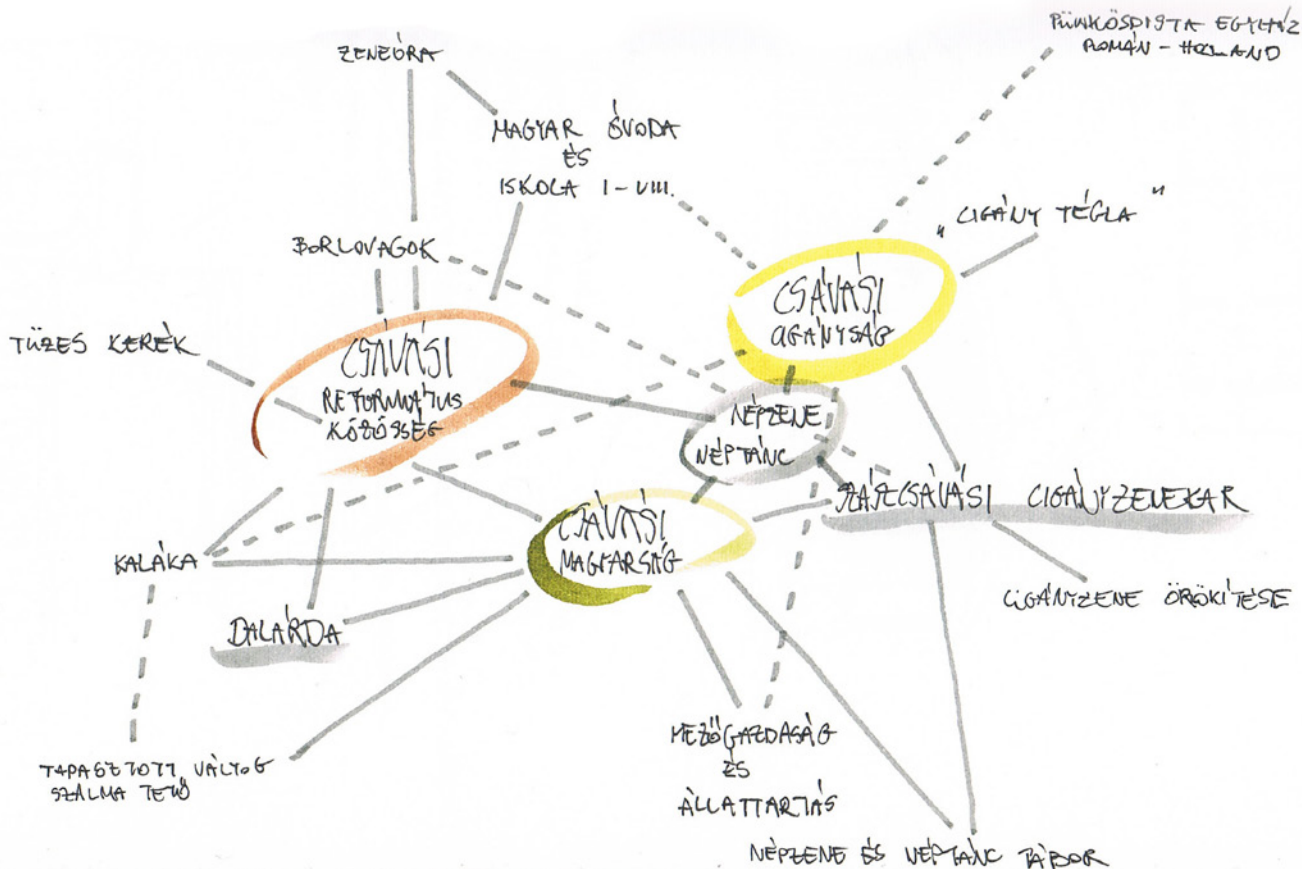 ZENEÓRA
PÜNKÖSDISTA EGYHÁZ
ROMÁN - HOLLAND
MAGYAR ÓVODA
ÉS
ISKOLA I - VIII.
„CIGÁNY TÉGLA”
BORLOVAGOK
CSÁVÁSI
CIGÁNYSÁG
TÜZES KERÉK
CSÁVÁSI
REFORMÁTUS
KÖZÖSSÉG
NÉPZENE
NÉPTÁNC
SZÁSZCSÁVÁSI CIGÁNYZENEKAR
CSÁVÁSI
MAGYARSÁG
KALÁKA
CIGÁNYZENE ÖRÖKÍTÉSE
DALÁRDA
MEZŐGAZDASÁG
ÉS
ÁLLATTARTÁS
TAPASZTOTT VÁLYOG
SZALMA TETŐ
NÉPZENE ÉS NÉPTÁNC TÁBOR